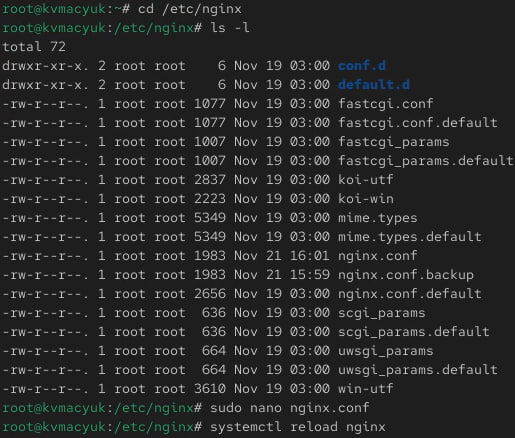 root@kvmacyuk:~# cd /etc/nginx
root@kvmacyuk:/etc/nginx# ls -l
total 72
drwxr-xr-x. 2 root root    6 Nov 19 03:00 conf.d
drwxr-xr-x. 2 root root    6 Nov 19 03:00 default.d
-rw-r--r--. 1 root root 1077 Nov 19 03:00 fastcgi.conf
-rw-r--r--. 1 root root 1077 Nov 19 03:00 fastcgi.conf.default
-rw-r--r--. 1 root root 1007 Nov 19 03:00 fastcgi_params
-rw-r--r--. 1 root root 1007 Nov 19 03:00 fastcgi_params.default
-rw-r--r--. 1 root root 2837 Nov 19 03:00 koi-utf
-rw-r--r--. 1 root root 2223 Nov 19 03:00 koi-win
-rw-r--r--. 1 root root 5349 Nov 19 03:00 mime.types
-rw-r--r--. 1 root root 5349 Nov 19 03:00 mime.types.default
-rw-r--r--. 1 root root 1983 Nov 21 16:01 nginx.conf
-rw-r--r--. 1 root root 1983 Nov 21 15:59 nginx.conf.backup
-rw-r--r--. 1 root root 2656 Nov 19 03:00 nginx.conf.default
-rw-r--r--. 1 root root  636 Nov 19 03:00 scgi_params
-rw-r--r--. 1 root root  636 Nov 19 03:00 scgi_params.default
-rw-r--r--. 1 root root  664 Nov 19 03:00 uwsgi_params
-rw-r--r--. 1 root root  664 Nov 19 03:00 uwsgi_params.default
-rw-r--r--. 1 root root 3610 Nov 19 03:00 win-utf
root@kvmacyuk:/etc/nginx# sudo nano nginx.conf
root@kvmacyuk:/etc/nginx# systemctl reload nginx